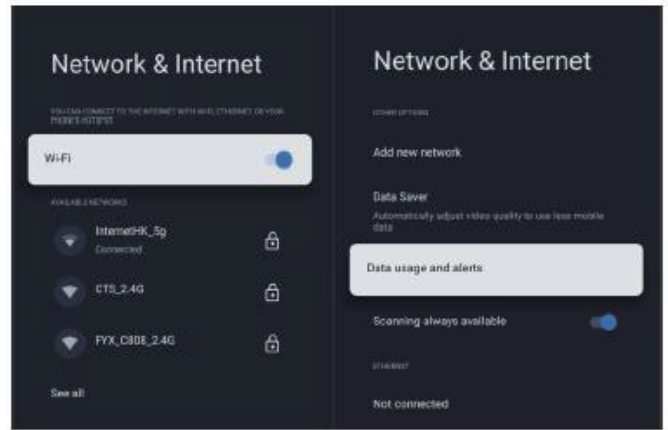 Network & Internet
YOU CAN CONNECT TO THE INTERNET WITH WI-FI, ETHERNET OR YOUR
PHONE'S HOTSPOT
Wi-Fi
AVAILABLE NETWORKS
InternetHK_5g
Connected
CTS_2.4G
FYX_C808_2.4G
See all
Network & Internet
OTHER OPTIONS
Add new network
Data Saver
Automatically adjust video quality to use less mobile
data
Data usage and alerts
Scanning always available
ETHERNET
Not connected